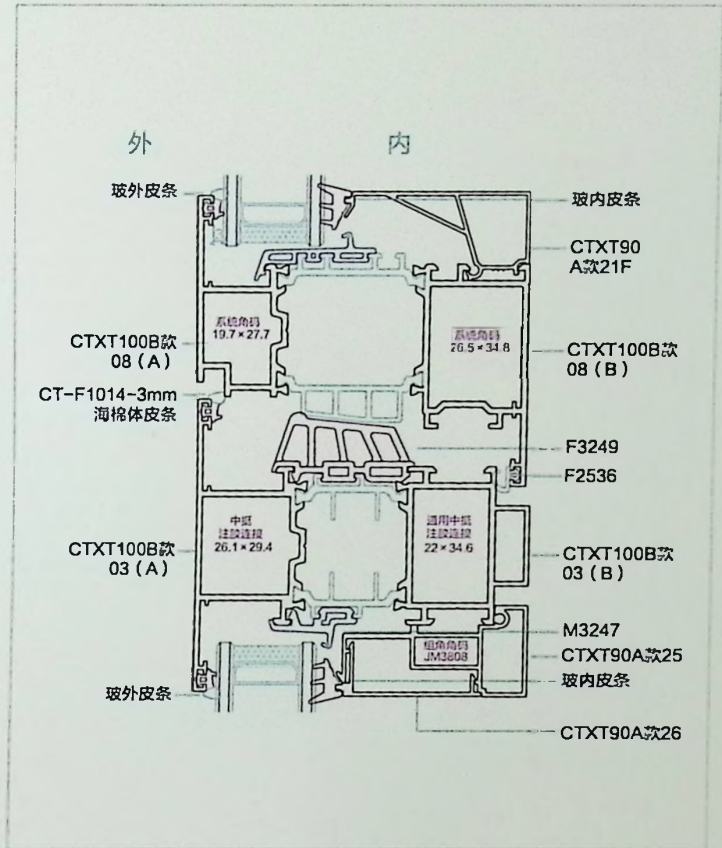 外 内
玻外皮条
玻内皮条
CTXT90
A款21F
系统角码
19.7×27.7
系统角码
26.5×34.8
CTXT100B款
08（A）
CTXT100B款
08（B）
CT-F1014-3mm
海棉体皮条
F3249
F2536
中挺
注胶连接
26.1×29.4
通用中挺
注胶连接
22×34.6
CTXT100B款
03（A）
CTXT100B款
03（B）
M3247
组角角码
JM3808
CTXT90A款25
玻内皮条
玻外皮条
CTXT90A款26